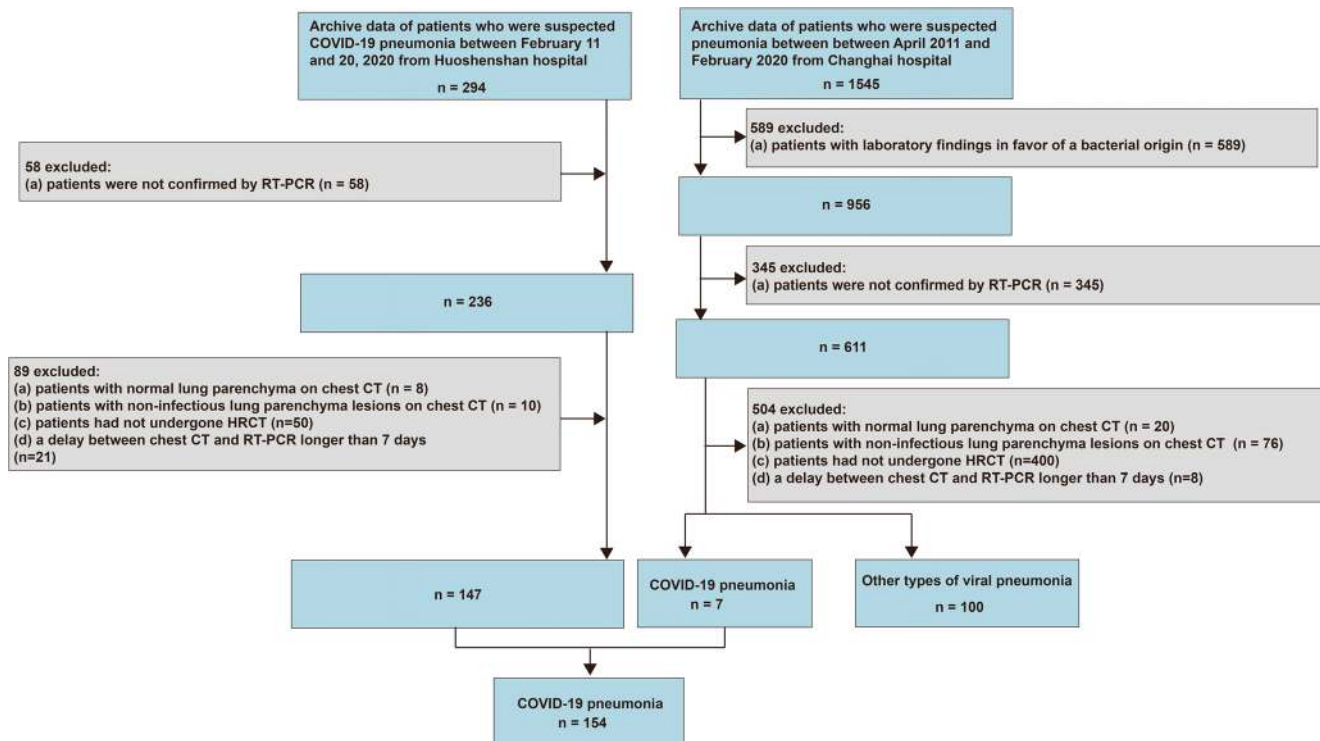 Archive data of patients who were suspected
COVID-19 pneumonia between February 11
and 20, 2020 from Huoshenshan hospital
n = 294
Archive data of patients who were suspected
pneumonia between between April 2011 and
February 2020 from Changhai hospital
n = 1545
589 excluded:
(a) patients with laboratory findings in favor of a bacterial origin (n = 589)
58 excluded:
(a) patients were not confirmed by RT-PCR (n = 58)
n = 956
345 excluded:
(a) patients were not confirmed by RT-PCR (n = 345)
n = 236
n = 611
89 excluded:
(a) patients with normal lung parenchyma on chest CT (n = 8)
(b) patients with non-infectious lung parenchyma lesions on chest CT (n = 10)
(c) patients had not undergone HRCT (n=50)
(d) a delay between chest CT and RT-PCR longer than 7 days
(n=21)
504 excluded:
(a) patients with normal lung parenchyma on chest CT (n = 20)
(b) patients with non-infectious lung parenchyma lesions on chest CT (n = 76)
(c) patients had not undergone HRCT (n=400)
(d) a delay between chest CT and RT-PCR longer than 7 days (n=8)
n = 147
COVID-19 pneumonia
n = 7
Other types of viral pneumonia
n = 100
COVID-19 pneumonia
n = 154